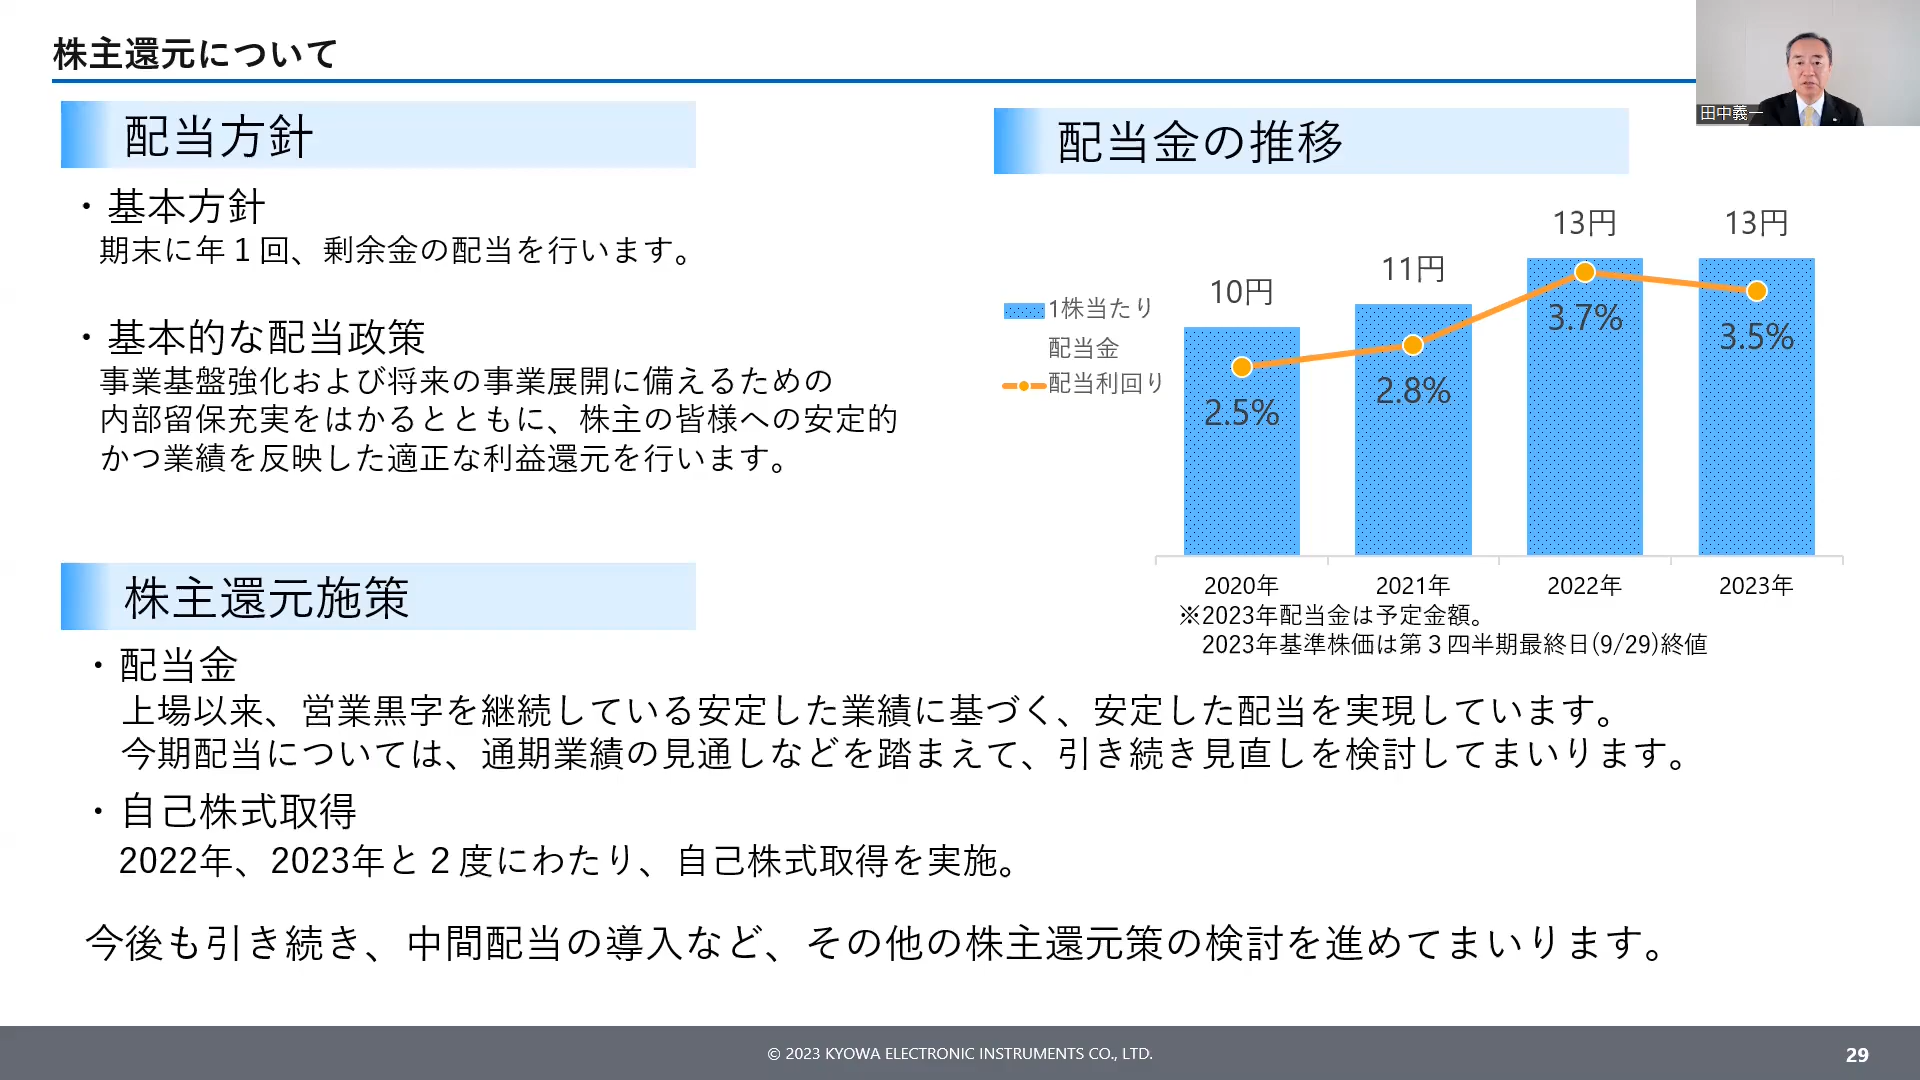 株主還元について
田中義一
配当方針
・基本方針
期末に年１回、剰余金の配当を行います。
・基本的な配当政策
事業基盤強化および将来の事業展開に備えるための
内部留保充実をはかるとともに、株主の皆様への安定的
かつ業績を反映した適正な利益還元を行います。
配当金の推移
1株当たり
配当金
配当利回り
10円
11円
13円
13円
2.5%
2.8%
3.7%
3.5%
2020年
2021年
2022年
2023年
※2023年配当金は予定金額。
2023年基準株価は第３四半期最終日(9/29)終値
株主還元施策
・配当金
上場以来、営業黒字を継続している安定した業績に基づく、安定した配当を実現しています。
今期配当については、通期業績の見通しなどを踏まえて、引き続き見直しを検討してまいります。
・自己株式取得
2022年、2023年と２度にわたり、自己株式取得を実施。
今後も引き続き、中間配当の導入など、その他の株主還元策の検討を進めてまいります。
© 2023 KYOWA ELECTRONIC INSTRUMENTS CO., LTD.
29